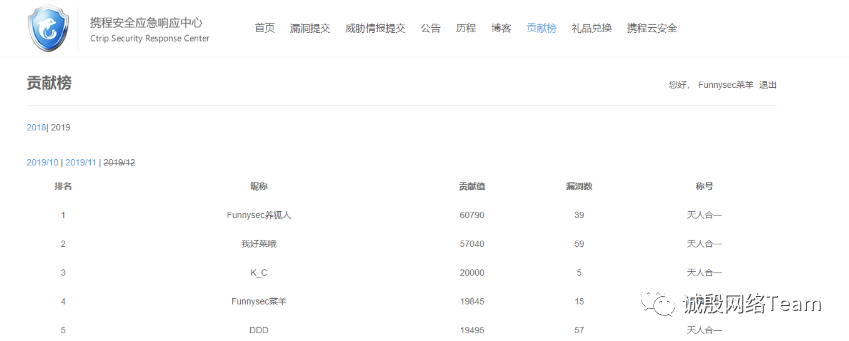 携程安全应急响应中心
Ctrip Security Response Center
首页 漏洞提交 威胁情报提交 公告 历程 博客 贡献榜 礼品兑换 携程云安全
贡献榜
您好， Funnysec菜羊 退出
2018| 2019
2019/10 | 2019/11 | 2019/12
排名 昵称 贡献值 漏洞数 称号
1 Funnysec养狐人 60790 39 天人合一
2 我好菜哦 57040 59 天人合一
3 K_C 20000 5 天人合一
4 Funnysec菜羊 19845 15 天人合一
5 DDD 19495 57 天人合一
诚殷网络Team